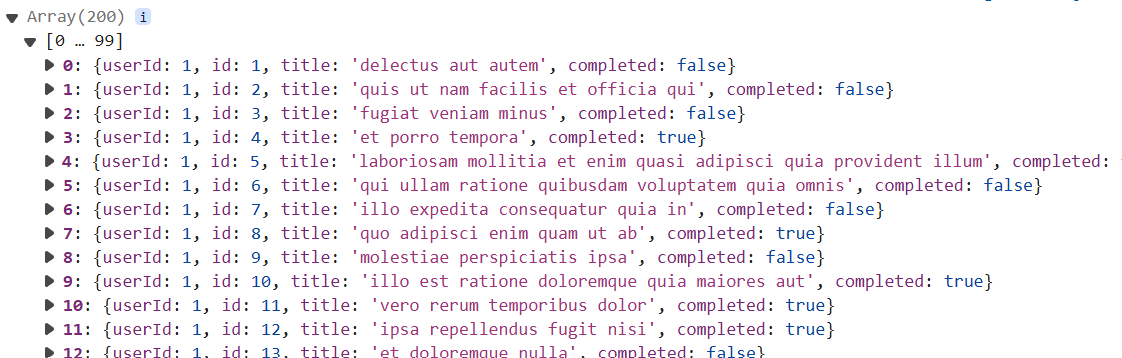 Array(200) i
[0 … 99]
0: {userId: 1, id: 1, title: 'delectus aut autem', completed: false}
1: {userId: 1, id: 2, title: 'quis ut nam facilis et officia qui', completed: false}
2: {userId: 1, id: 3, title: 'fugiat veniam minus', completed: false}
3: {userId: 1, id: 4, title: 'et porro tempora', completed: true}
4: {userId: 1, id: 5, title: 'laboriosam mollitia et enim quasi adipisci quia provident illum', completed:
5: {userId: 1, id: 6, title: 'qui ullam ratione quibusdam voluptatem quia omnis', completed: false}
6: {userId: 1, id: 7, title: 'illo expedita consequatur quia in', completed: false}
7: {userId: 1, id: 8, title: 'quo adipisci enim quam ut ab', completed: true}
8: {userId: 1, id: 9, title: 'molestiae perspiciatis ipsa', completed: false}
9: {userId: 1, id: 10, title: 'illo est ratione doloremque quia maiores aut', completed: true}
10: {userId: 1, id: 11, title: 'vero rerum temporibus dolor', completed: true}
11: {userId: 1, id: 12, title: 'ipsa repellendus fugit nisi', completed: true}
12: {userId: 1, id: 13, title: 'et doloremque nulla', completed: false}